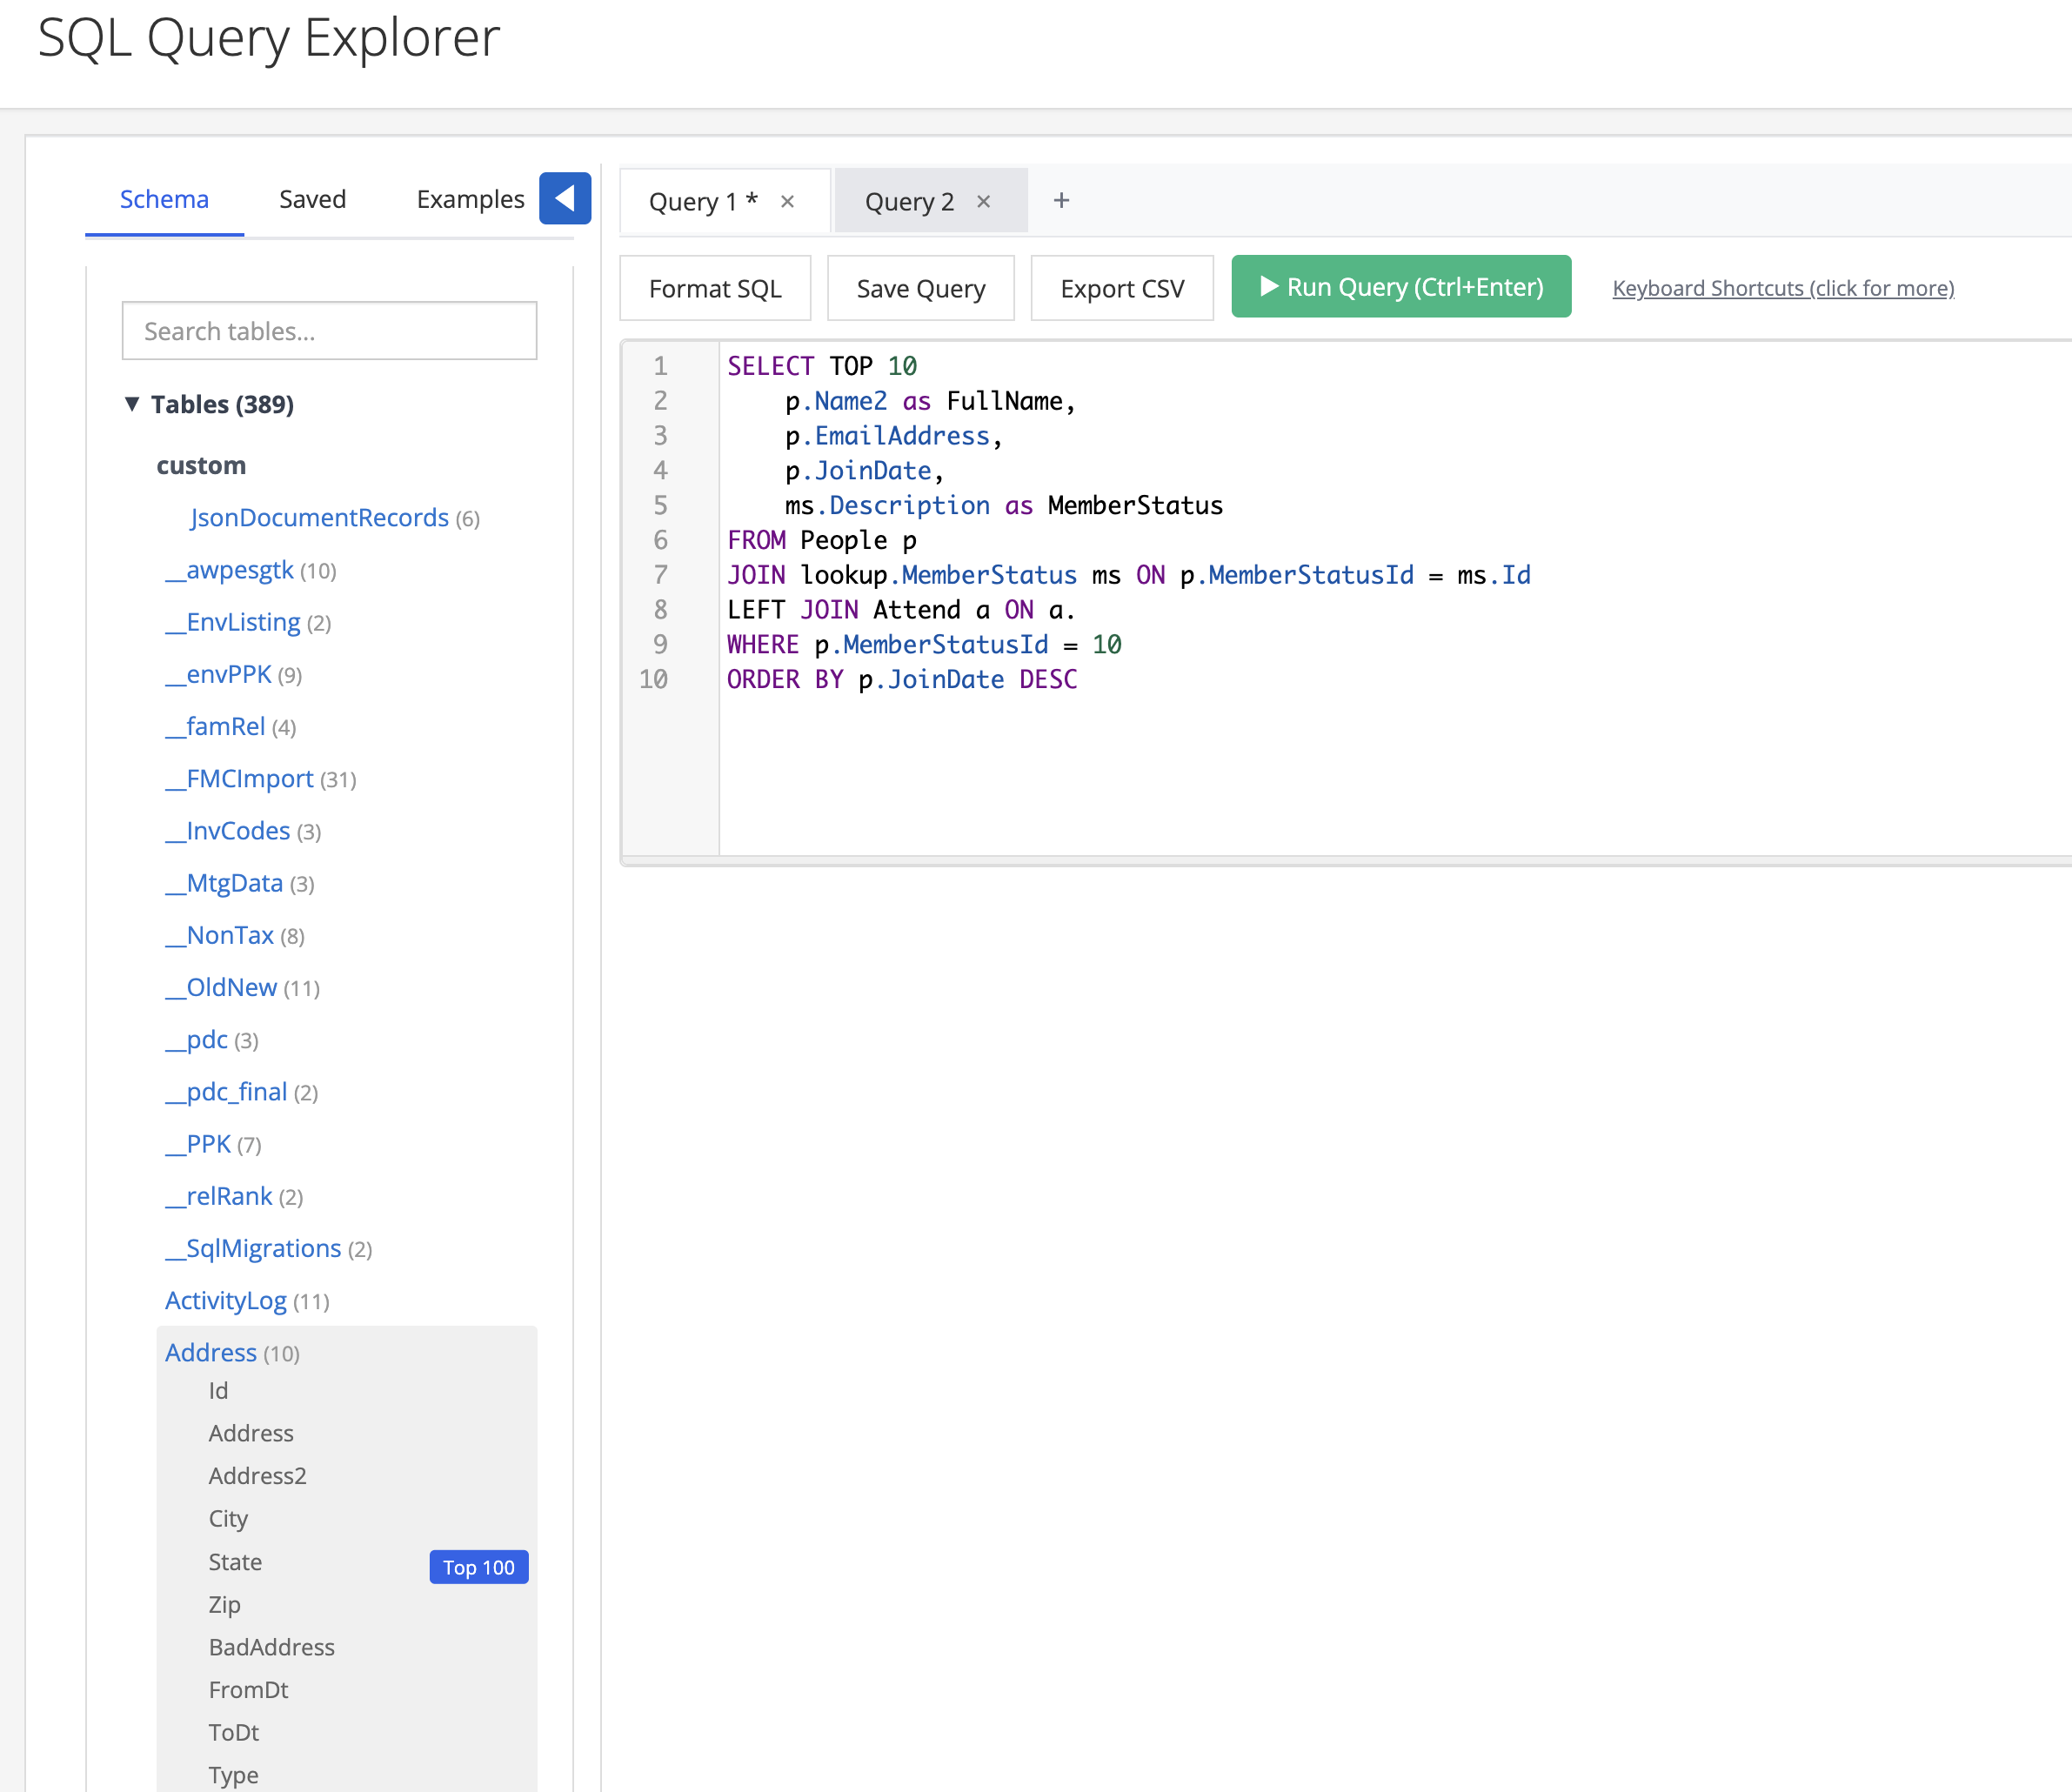 SQL Query Explorer
Schema Saved Examples
Search tables...
▼ Tables (389)
custom
JsonDocumentRecords (6)
__awpesgtk (10)
__EnvListing (2)
__envPPK (9)
__famRel (4)
__FMCImport (31)
__InvCodes (3)
__MtgData (3)
__NonTax (8)
__OldNew (11)
__pdc (3)
__pdc_final (2)
__PPK (7)
__relRank (2)
__SqlMigrations (2)
ActivityLog (11)
Address (10)
Id
Address
Address2
City
State
Top 100
Zip
BadAddress
FromDt
ToDt
Type
Query 1 * × Query 2 × +
Format SQL Save Query Export CSV ▶ Run Query (Ctrl+Enter) Keyboard Shortcuts (click for more)
1 SELECT TOP 10
2 p.Name2 as FullName,
3 p.EmailAddress,
4 p.JoinDate,
5 ms.Description as MemberStatus
6 FROM People p
7 JOIN lookup.MemberStatus ms ON p.MemberStatusId = ms.Id
8 LEFT JOIN Attend a ON a.
9 WHERE p.MemberStatusId = 10
10 ORDER BY p.JoinDate DESC